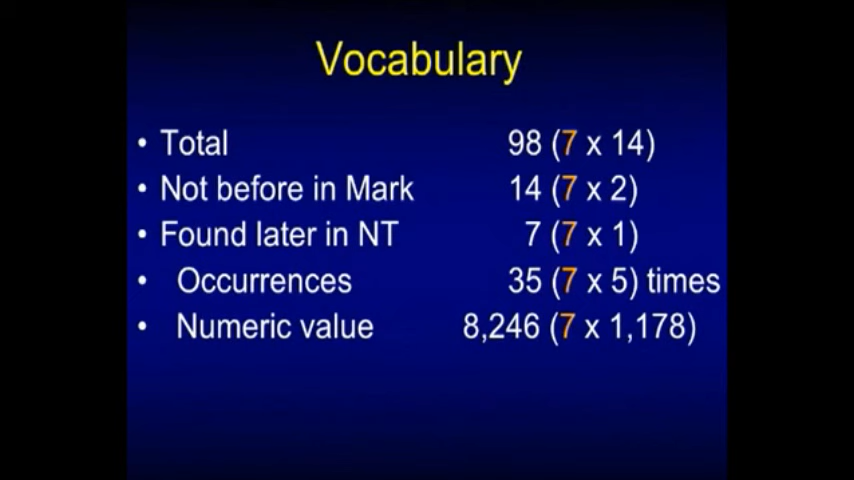 Vocabulary
• Total 98 (7 x 14)
• Not before in Mark 14 (7 x 2)
• Found later in NT 7 (7 x 1)
• Occurrences 35 (7 x 5) times
• Numeric value 8,246 (7 x 1,178)